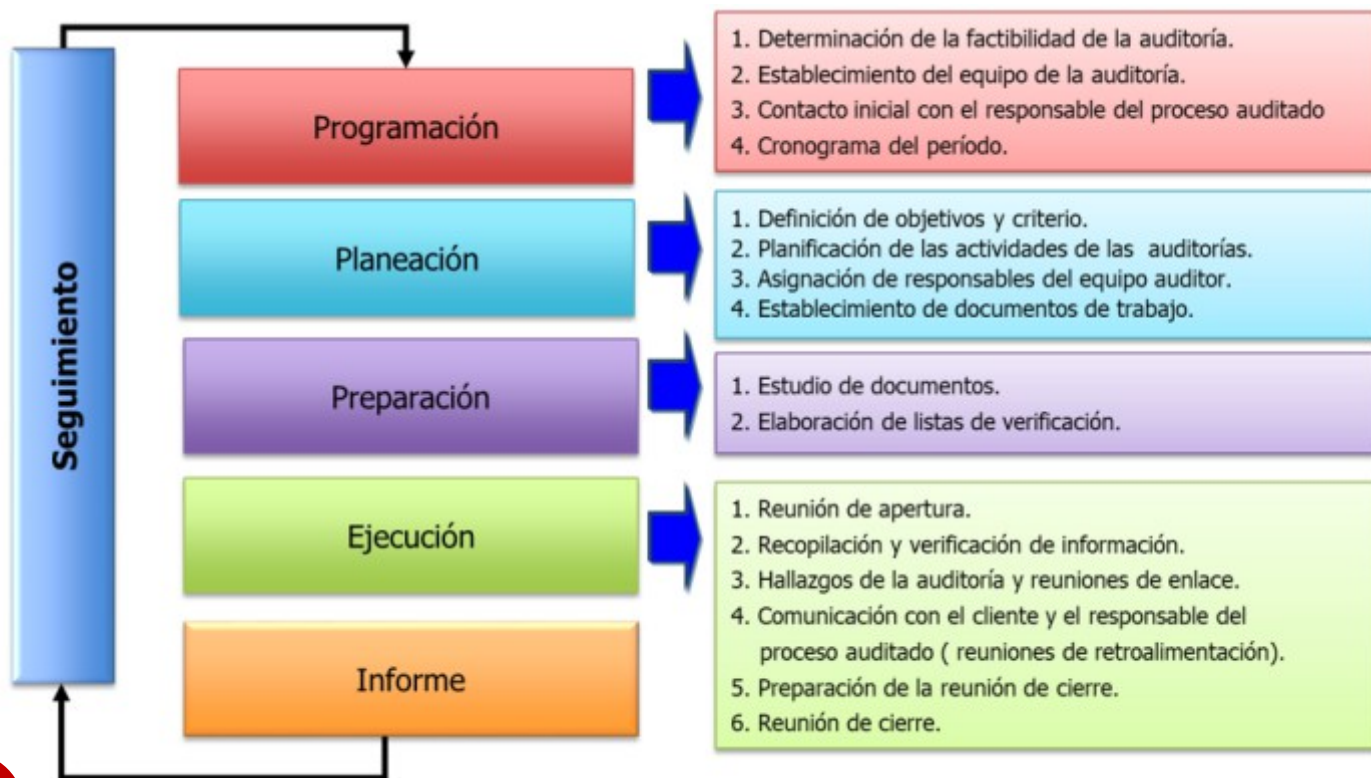 Seguimiento
Programación
1. Determinación de la factibilidad de la auditoría.
2. Establecimiento del equipo de la auditoría.
3. Contacto inicial con el responsable del proceso auditado
4. Cronograma del período.
Planeación
1. Definición de objetivos y criterio.
2. Planificación de las actividades de las auditorías.
3. Asignación de responsables del equipo auditor.
4. Establecimiento de documentos de trabajo.
Preparación
1. Estudio de documentos.
2. Elaboración de listas de verificación.
Ejecución
1. Reunión de apertura.
2. Recopilación y verificación de información.
3. Hallazgos de la auditoría y reuniones de enlace.
4. Comunicación con el cliente y el responsable del
proceso auditado ( reuniones de retroalimentación).
5. Preparación de la reunión de cierre.
6. Reunión de cierre.
Informe